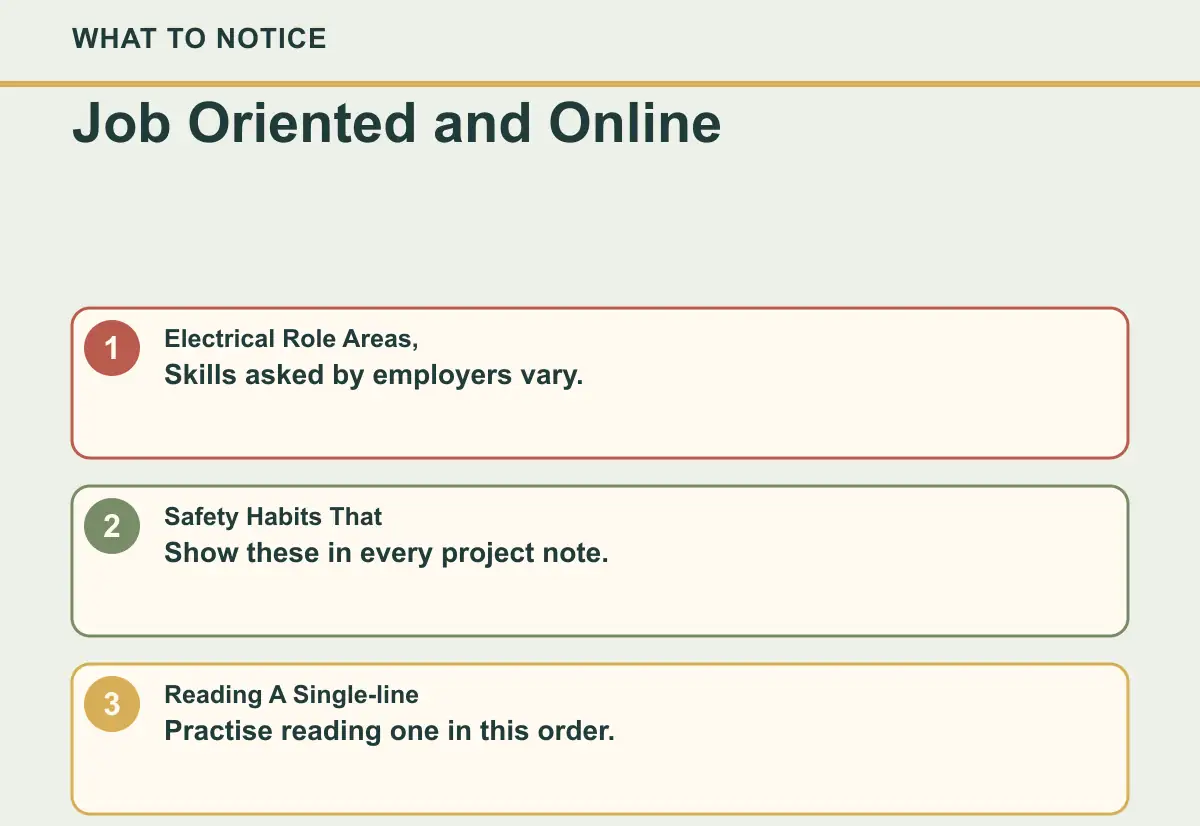 WHAT TO NOTICE
Job Oriented and Online
1
Electrical Role Areas,
Skills asked by employers vary.
2
Safety Habits That
Show these in every project note.
3
Reading A Single-line
Practise reading one in this order.